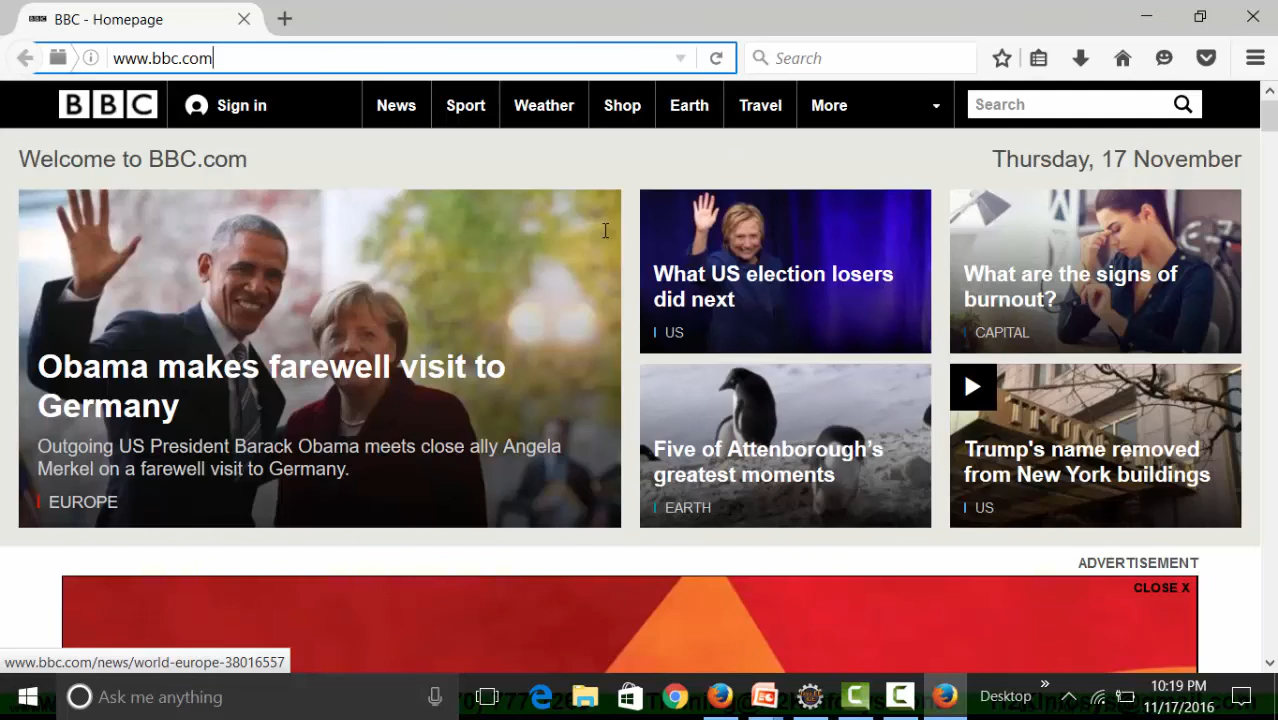 BBC - Homepage
www.bbc.com
Search
BBC
Sign in
News
Sport
Weather
Shop
Earth
Travel
More
Search
Welcome to BBC.com
Thursday, 17 November
Obama makes farewell visit to
Germany
Outgoing US President Barack Obama meets close ally Angela
Merkel on a farewell visit to Germany.
EUROPE
What US election losers
did next
US
What are the signs of
burnout?
CAPITAL
Five of Attenborough's
greatest moments
EARTH
Trump's name removed
from New York buildings
US
ADVERTISEMENT
CLOSE X
www.bbc.com/news/world-europe-38016557
Ask me anything
Desktop
10:19 PM
11/17/2016